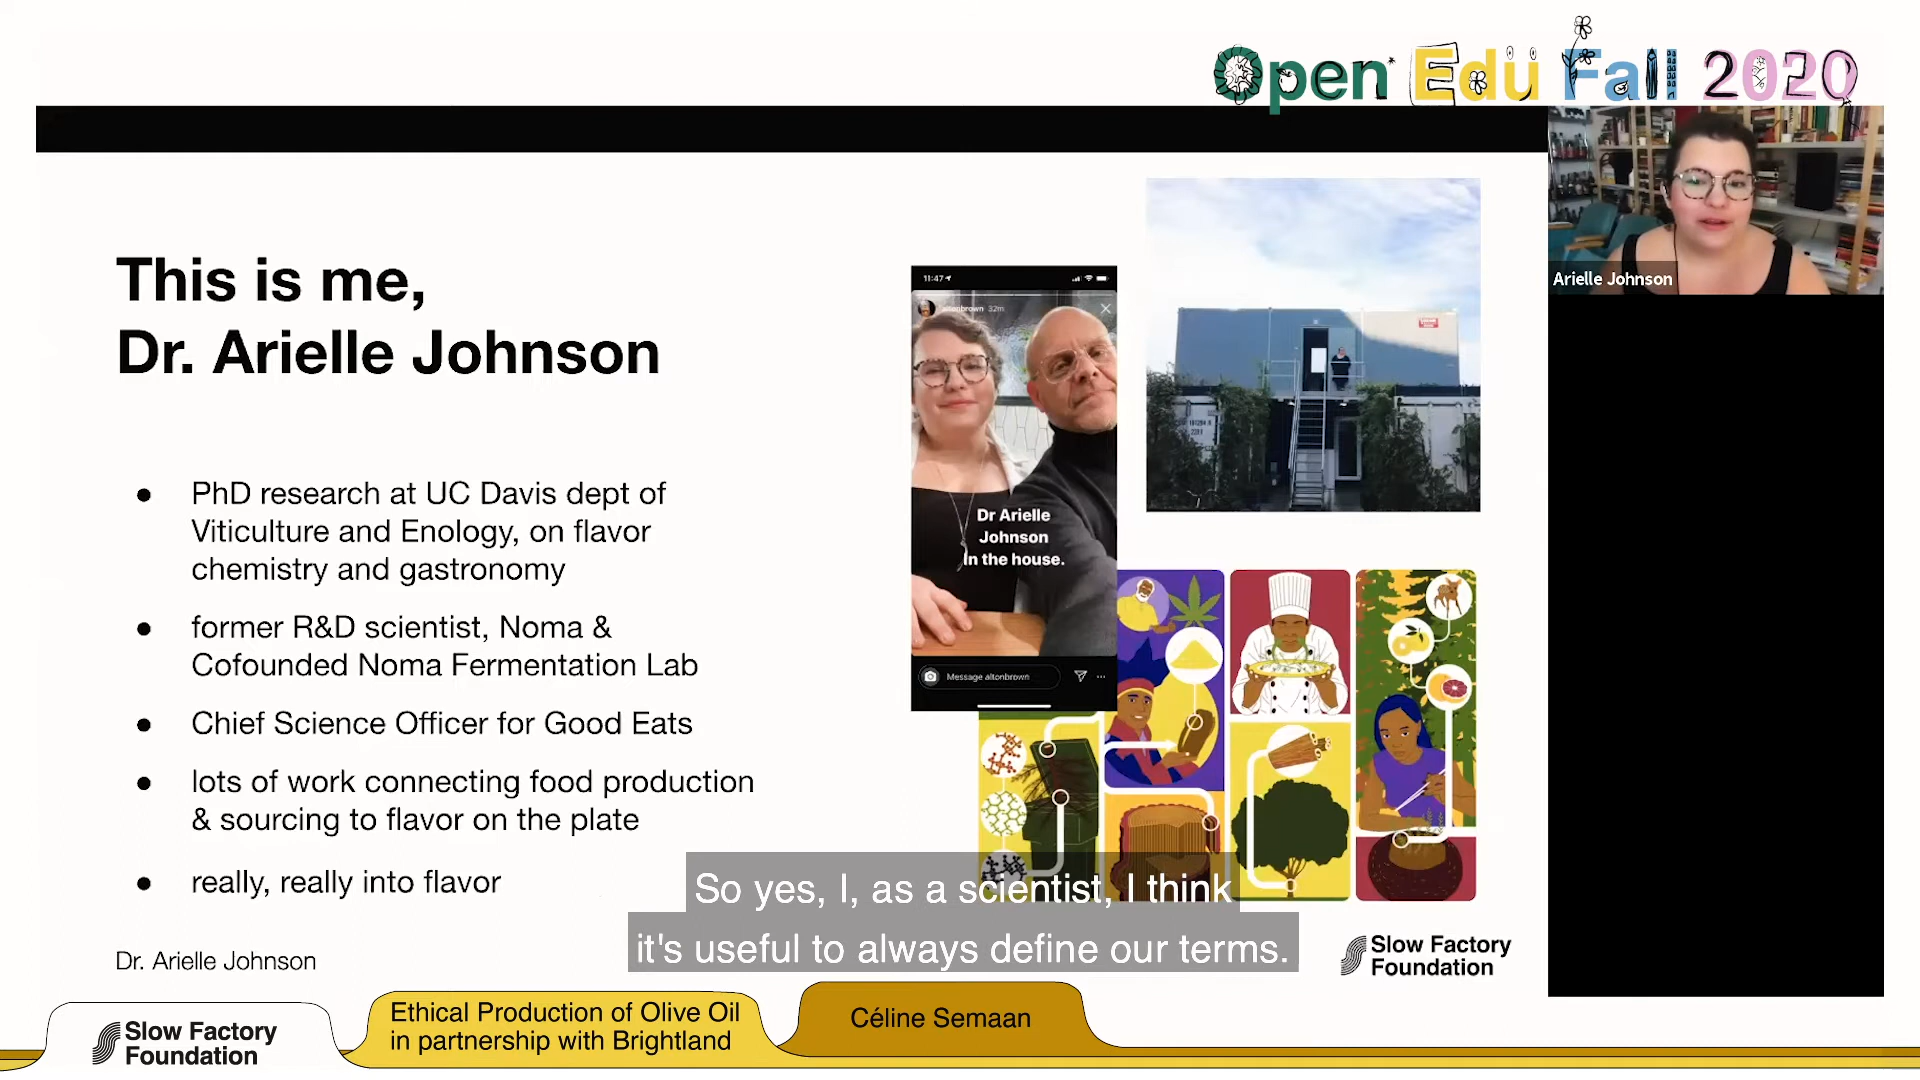 Open Edu Fall 2020
Arielle Johnson
This is me,
Dr. Arielle Johnson
PhD research at UC Davis dept of
Viticulture and Enology, on flavor
chemistry and gastronomy
former R&D scientist, Noma &
Cofounded Noma Fermentation Lab
Chief Science Officer for Good Eats
lots of work connecting food production
& sourcing to flavor on the plate
really, really into flavor
11:47
altonbrown 32m
Dr Arielle
Johnson
In the house.
Message altonbrown
So yes, I, as a scientist, I think
it's useful to always define our terms.
Dr. Arielle Johnson
Slow Factory
Foundation
Slow Factory
Foundation
Ethical Production of Olive Oil
in partnership with Brightland
Céline Semaan